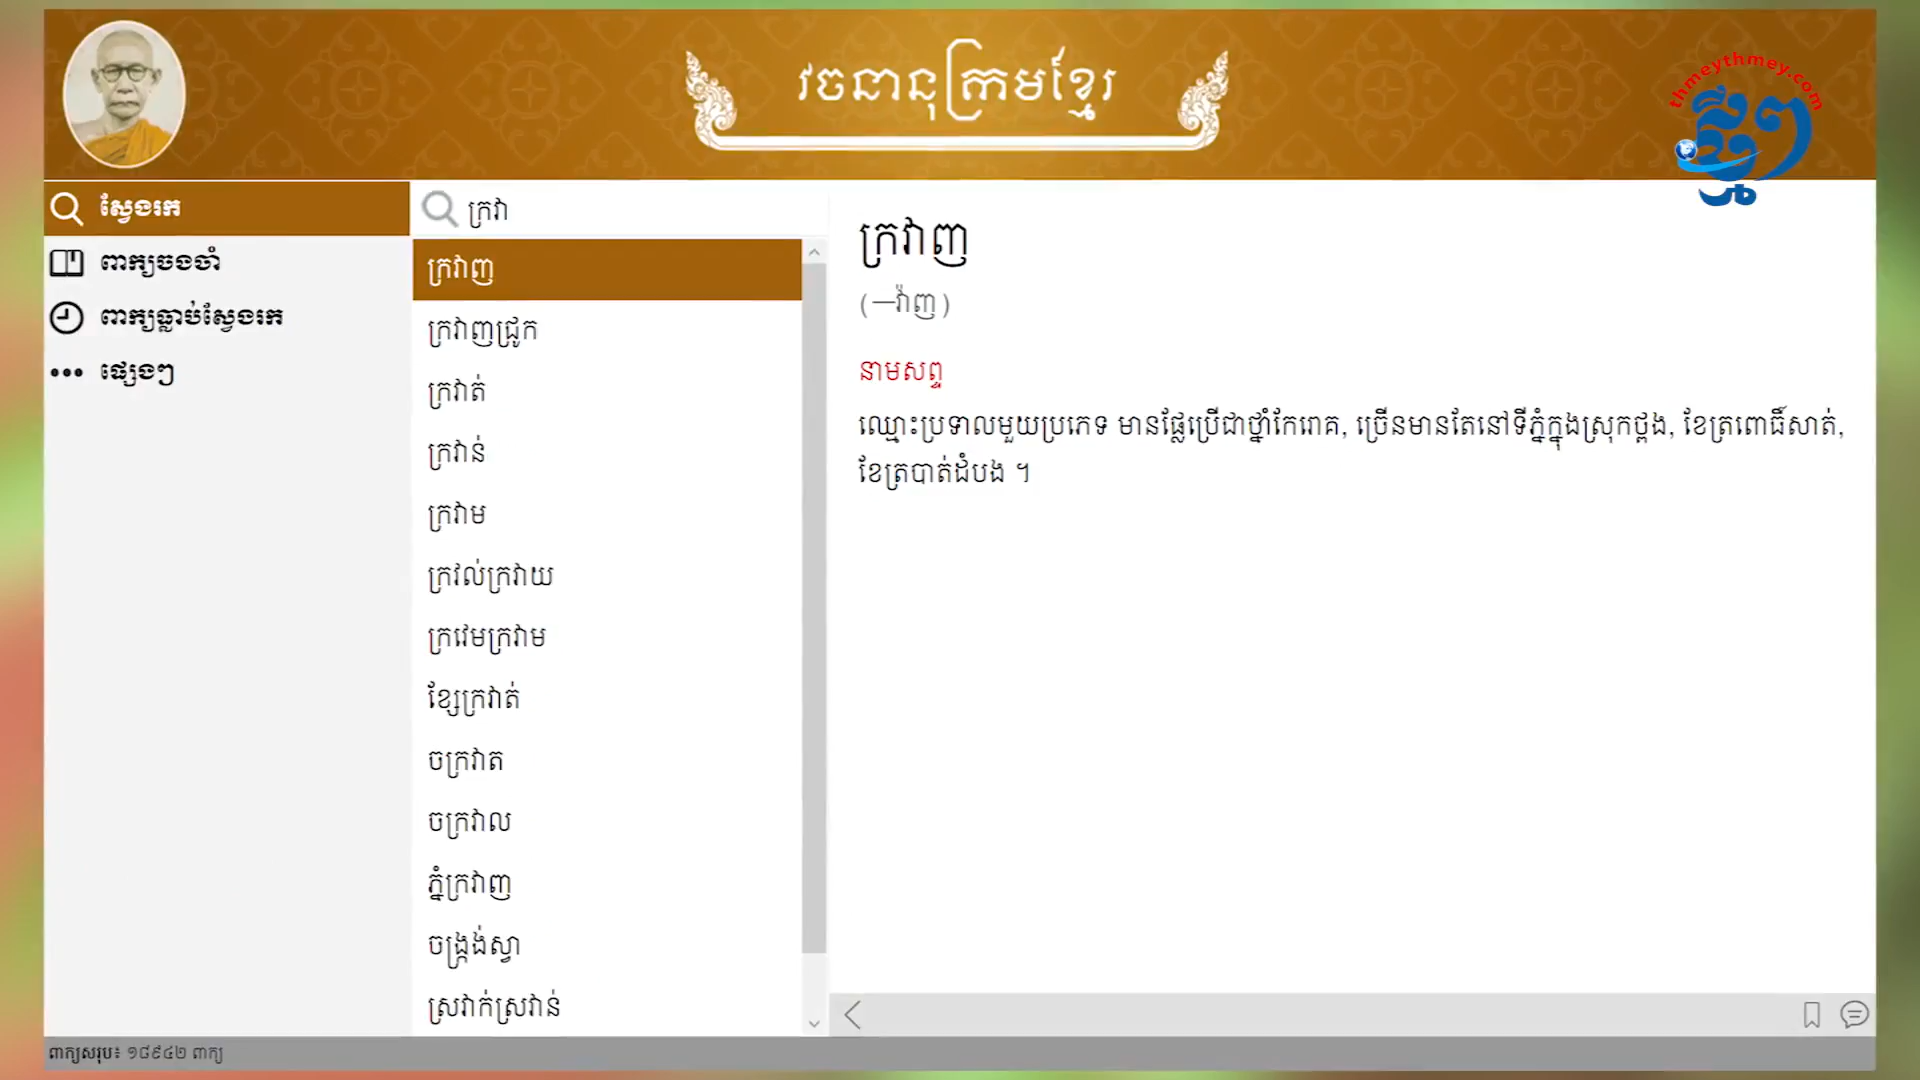 វចនានុក្រមខ្មែរ
thmeythmey.com
ថ្មីៗ
ស្វែងរក
ពាក្យចងចាំ
ពាក្យធ្លាប់ស្វែងរក
ផ្សេងៗ
ក្រវា
ក្រវាញ
ក្រវាញជ្រូក
ក្រវាត់
ក្រវាន់
ក្រវាម
ក្រវល់ក្រវាយ
ក្រវេមក្រវាម
ខ្សែក្រវាត់
ចក្រវាត
ចក្រវាល
ភ្នំក្រវាញ
ចង្ក្រង់ស្វា
ស្រវាក់ស្រវាន់
ក្រវាញ
(—វ៉ាញ)
នាមសព្ទ
ឈ្មោះប្រទាលមួយប្រភេទ មានផ្លែប្រើជាថ្នាំកែរោគ, ច្រើនមានតែនៅទីភ្នំក្នុងស្រុកថ្ពង, ខែត្រពោធិ៍សាត់,
ខែត្របាត់ដំបង ។
ពាក្យសរុប៖ ១៨៩៤២ ពាក្យ